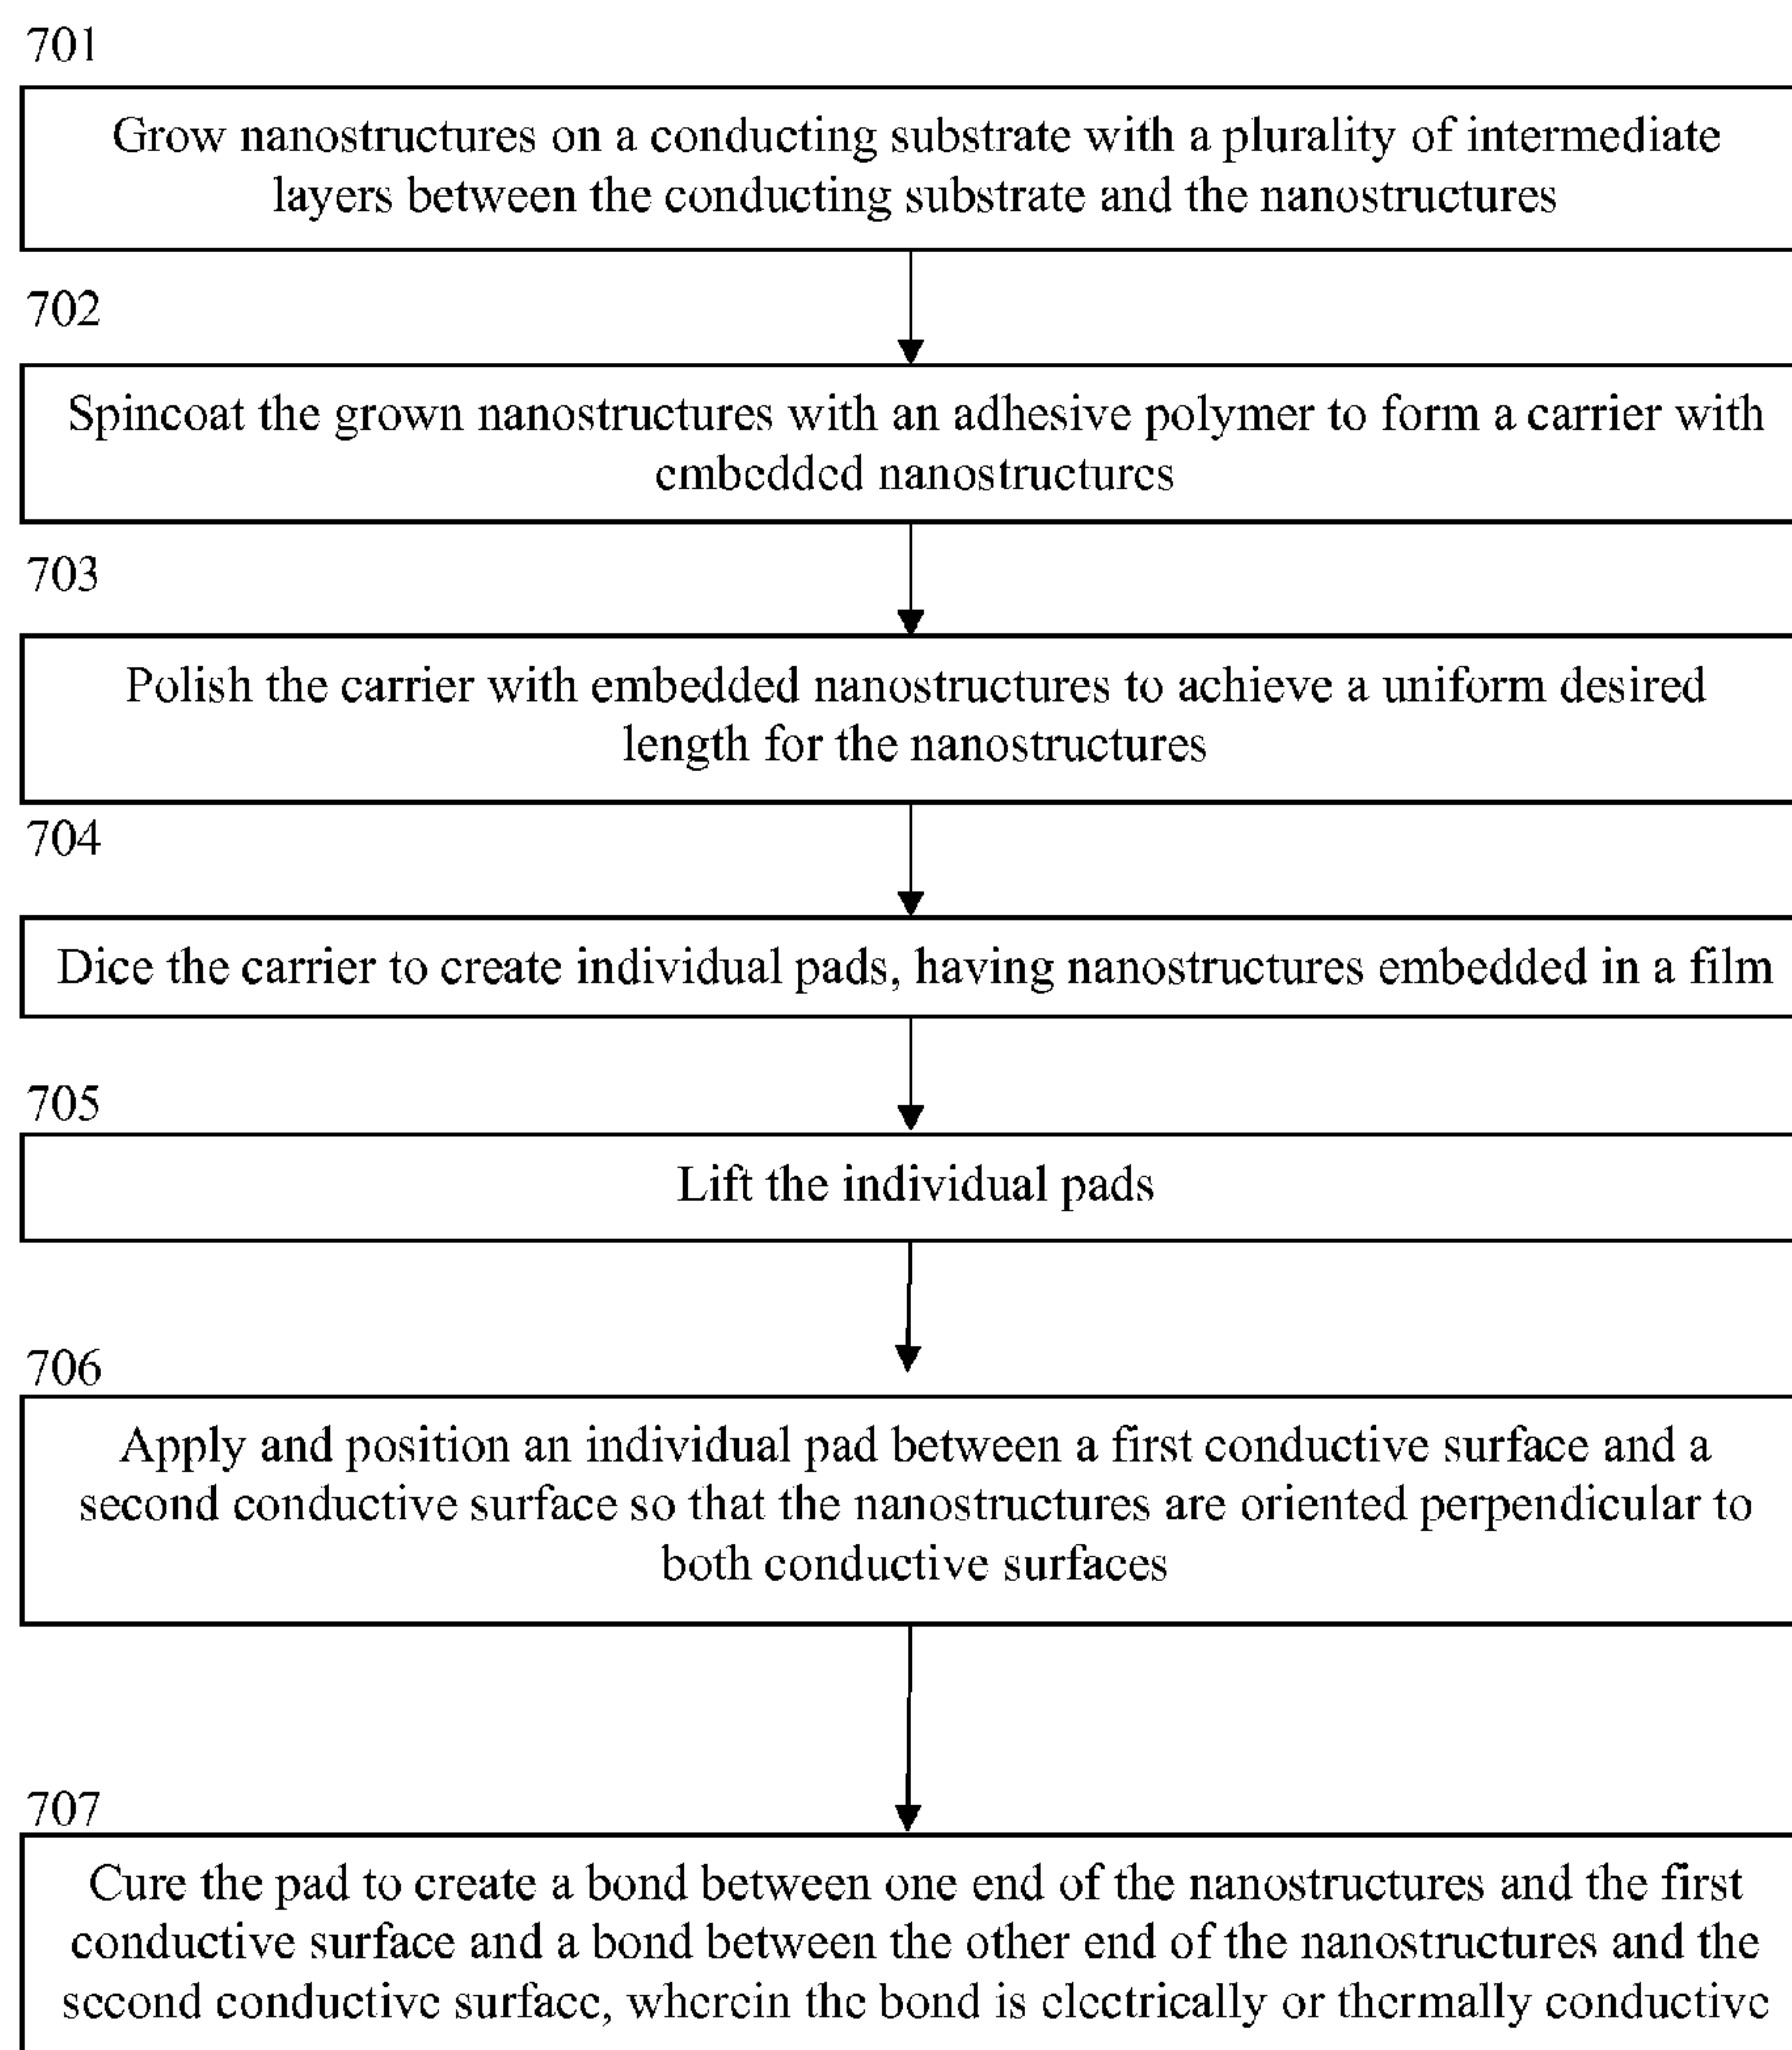 701
Grow nanostructures on a conducting substrate with a plurality of intermediate
layers between the conducting substrate and the nanostructures
702
Spincoat the grown nanostructures with an adhesive polymer to form a carrier with
embedded nanostructures
703
Polish the carrier with embedded nanostructures to achieve a uniform desired
length for the nanostructures
704
Dice the carrier to create individual pads, having nanostructures embedded in a film
705
Lift the individual pads
706
Apply and position an individual pad between a first conductive surface and a
second conductive surface so that the nanostructures are oriented perpendicular to
both conductive surfaces
707
Cure the pad to create a bond between one end of the nanostructures and the first
conductive surface and a bond between the other end of the nanostructures and the
second conductive surface, wherein the bond is electrically or thermally conductive